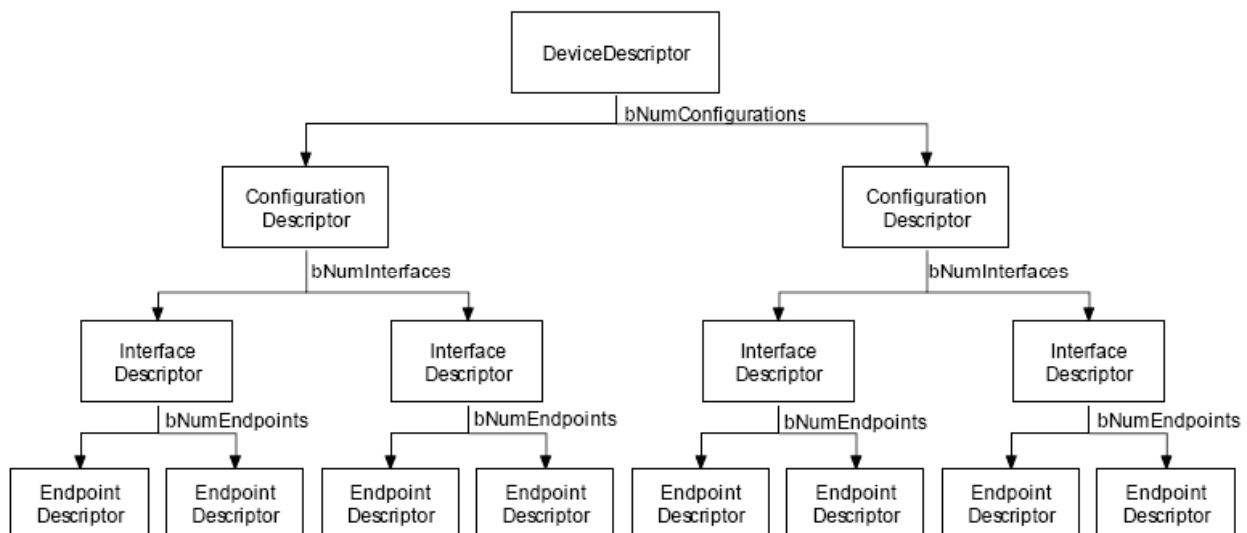 DeviceDescriptor
bNumConfigurations
Configuration
Descriptor
Configuration
Descriptor
bNumInterfaces
bNumInterfaces
Interface
Descriptor
Interface
Descriptor
Interface
Descriptor
Interface
Descriptor
bNumEndpoints
bNumEndpoints
bNumEndpoints
bNumEndpoints
Endpoint
Descriptor
Endpoint
Descriptor
Endpoint
Descriptor
Endpoint
Descriptor
Endpoint
Descriptor
Endpoint
Descriptor
Endpoint
Descriptor
Endpoint
Descriptor